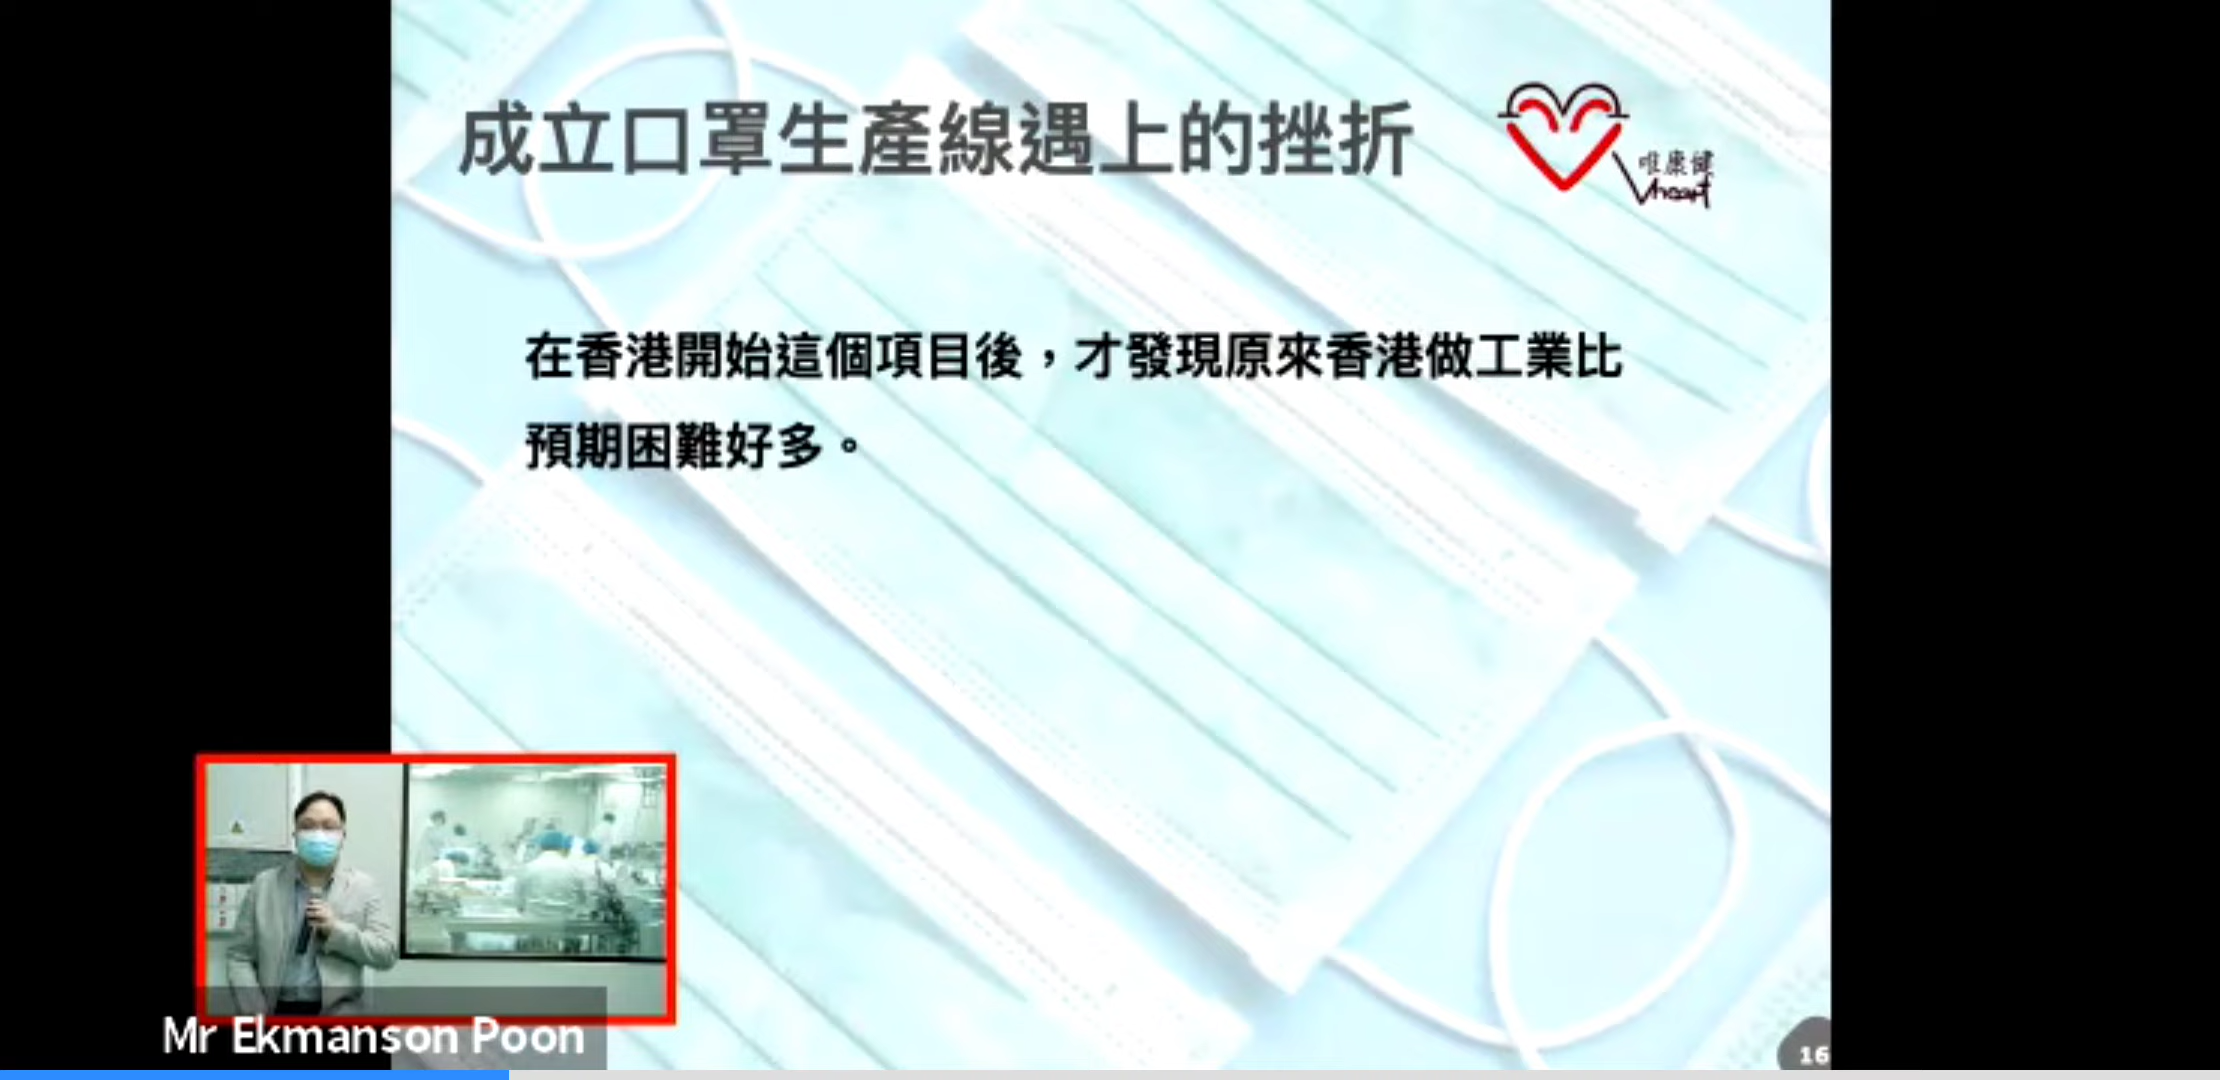 成立口罩生產線遇上的挫折
唯康健
Vheart
在香港開始這個項目後，才發現原來香港做工業比
預期困難好多。
Mr Ekmanson Poon
16